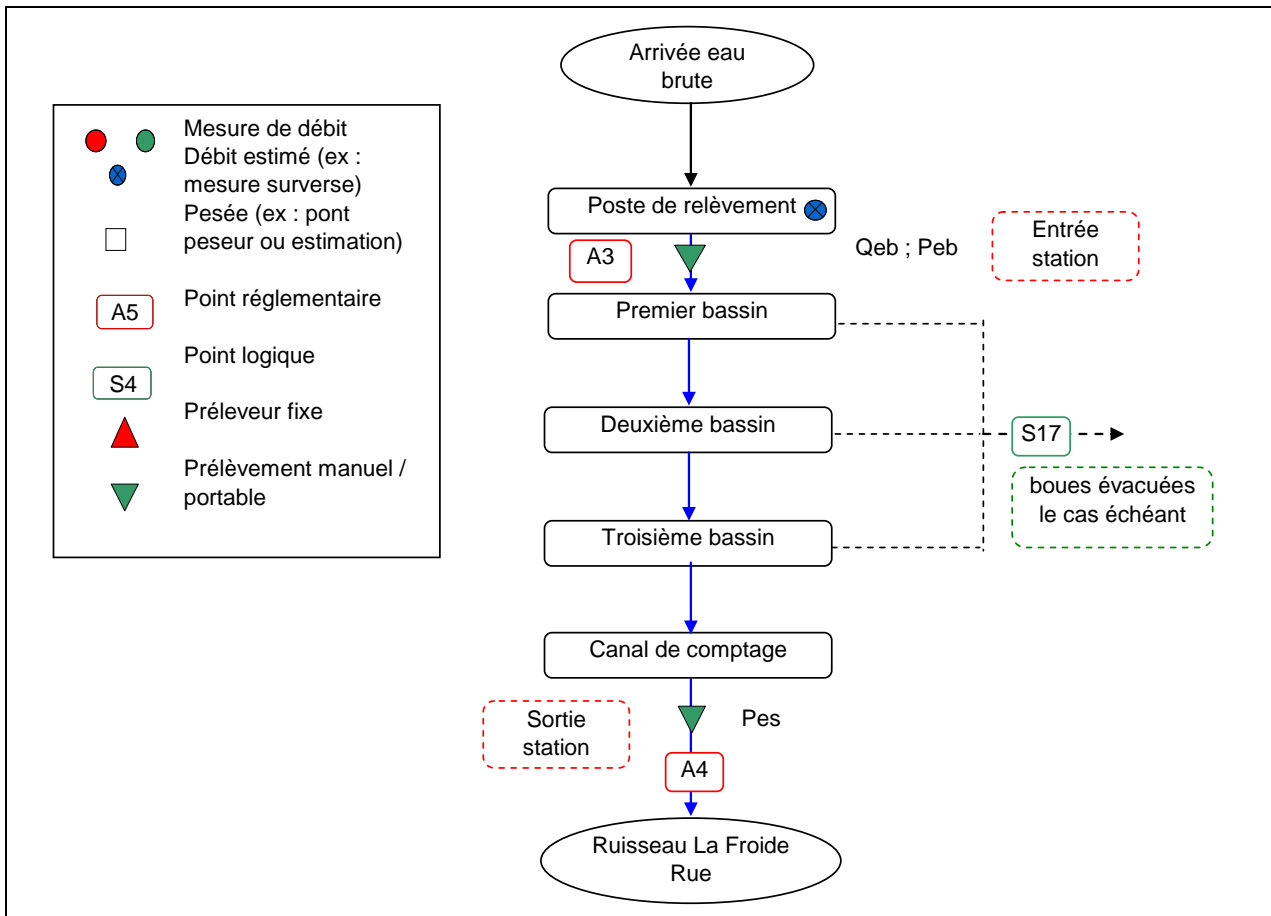 Arrivée eau
brute
Mesure de débit
Débit estimé (ex :
mesure surverse)
Pesée (ex : pont
peseur ou estimation)
A5
Point réglementaire
S4
Point logique
Préleveur fixe
Prélèvement manuel /
portable
Poste de relèvement
A3
Qeb ; Peb
Entrée
station
Premier bassin
Deuxième bassin
S17
boues évacuées
le cas échéant
Troisième bassin
Canal de comptage
Sortie
station
Pes
A4
Ruisseau La Froide
Rue